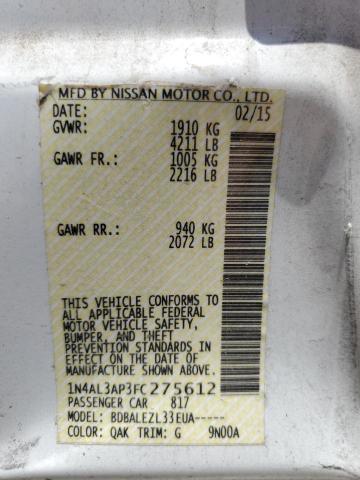 MFD BY NISSAN MOTOR CO., LTD.
DATE: 02/15
GVWR: 1910 KG
4211 LB
GAWR FR.: 1005 KG
2216 LB
GAWR RR.: 940 KG
2072 LB
THIS VEHICLE CONFORMS TO
ALL APPLICABLE FEDERAL
MOTOR VEHICLE SAFETY,
BUMPER, AND THEFT
PREVENTION STANDARDS IN
EFFECT ON THE DATE OF
MANUFACTURE SHOWN ABOVE.
1N4AL3AP3FC275612
PASSENGER CAR 817
MODEL: BDBALEZL33EUA-----
COLOR: QAK TRIM: G 9N00A